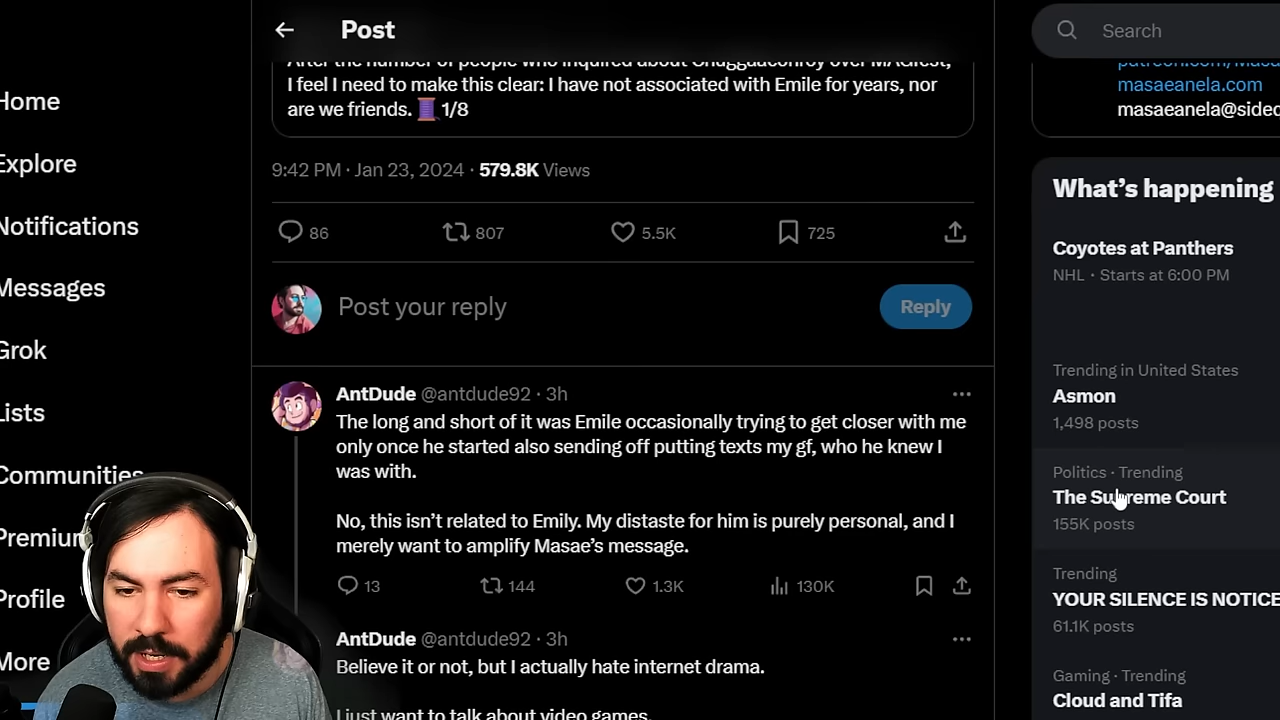 Post
After the number of people who inquired about Chuggaaconroy over MAGfest,
I feel I need to make this clear: I have not associated with Emile for years, nor
are we friends. 1/8
9:42 PM · Jan 23, 2024 · 579.8K Views
86
807
5.5K
725
Post your reply
Reply
AntDude @antdude92 · 3h
The long and short of it was Emile occasionally trying to get closer with me
only once he started also sending off putting texts my gf, who he knew I
was with.
No, this isn't related to Emily. My distaste for him is purely personal, and I
merely want to amplify Masae's message.
13
144
1.3K
130K
AntDude @antdude92 · 3h
Believe it or not, but I actually hate internet drama.
I just want to talk about video games.
Home
Explore
Notifications
Messages
Grok
Lists
Communities
Premium
Profile
More
Search
masaeanela.com
masaeanela@sided
What's happening
Coyotes at Panthers
NHL · Starts at 6:00 PM
Trending in United States
Asmon
1,498 posts
Politics · Trending
The Supreme Court
155K posts
Trending
YOUR SILENCE IS NOTICE
61.1K posts
Gaming · Trending
Cloud and Tifa